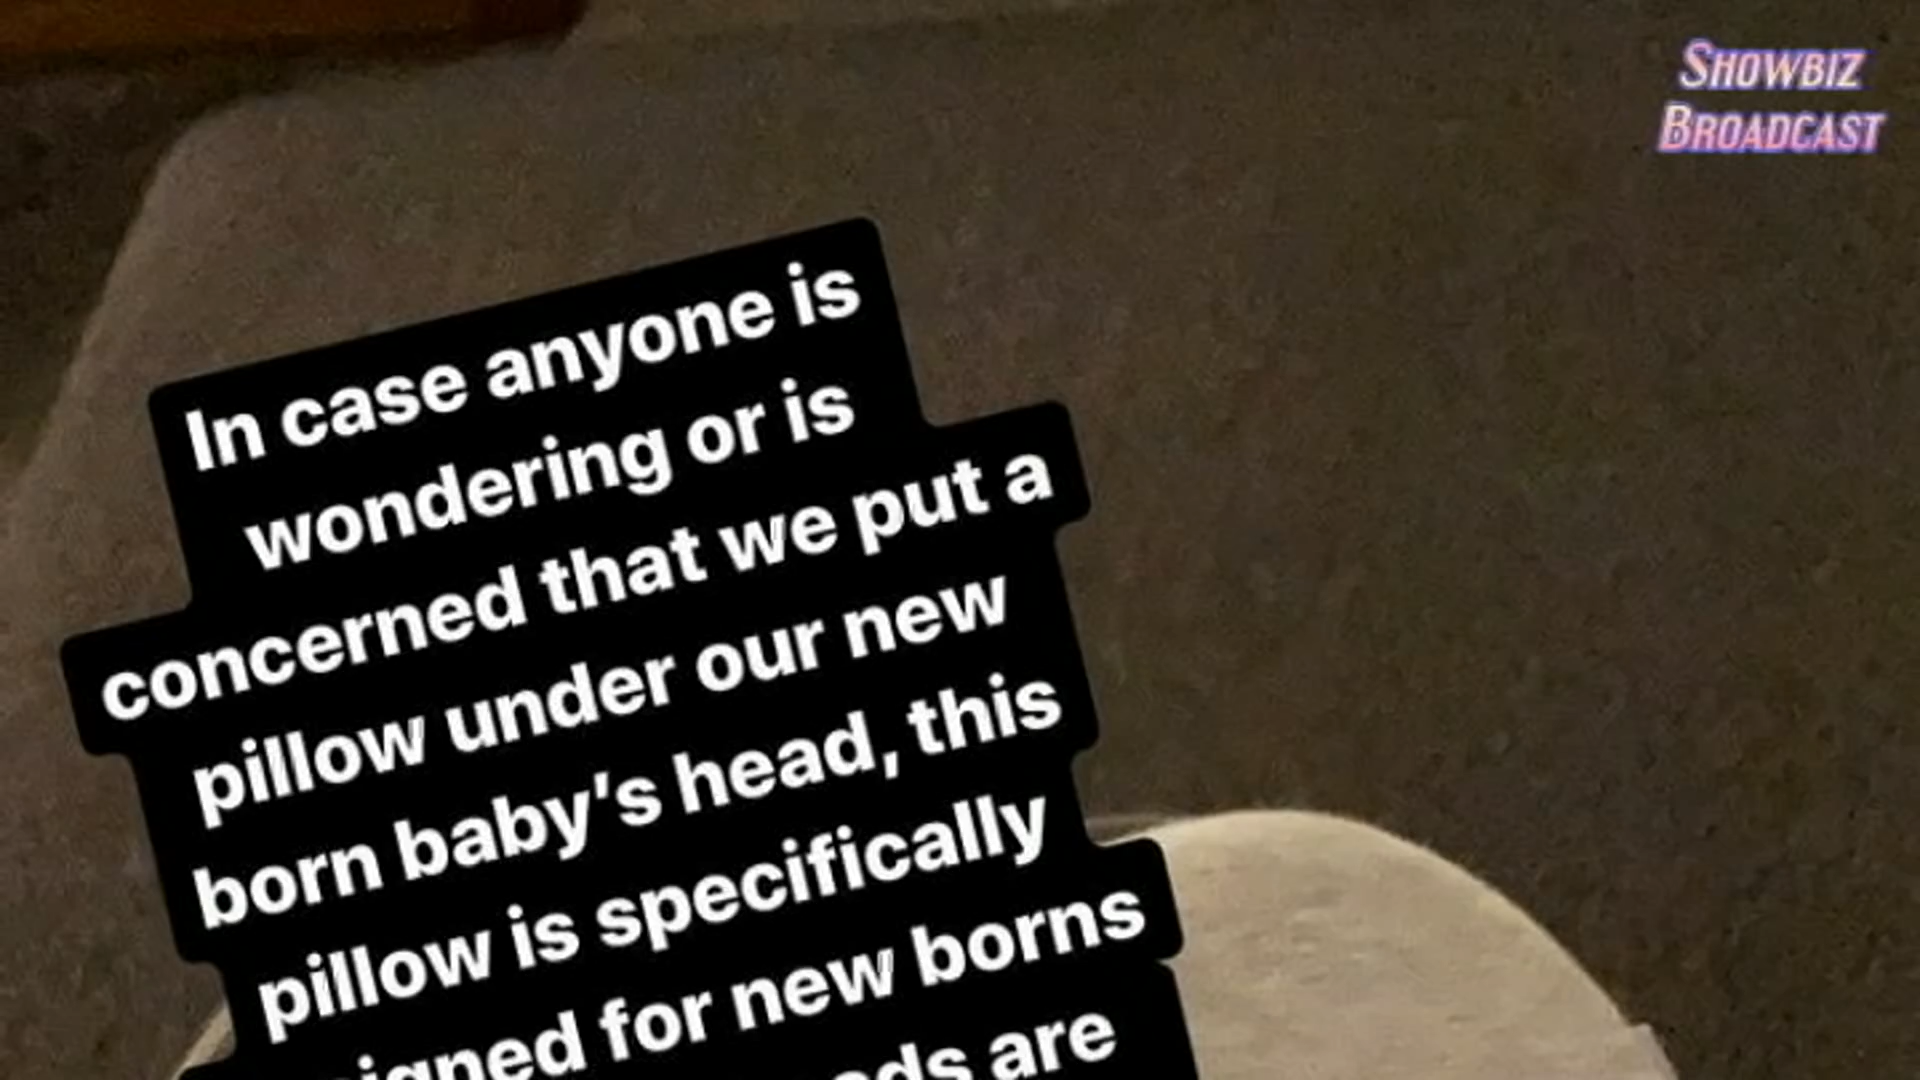 SHOWBIZ
BROADCAST
In case anyone is
wondering or is
concerned that we put a
pillow under our new
born baby’s head, this
pillow is specifically
for new borns
are